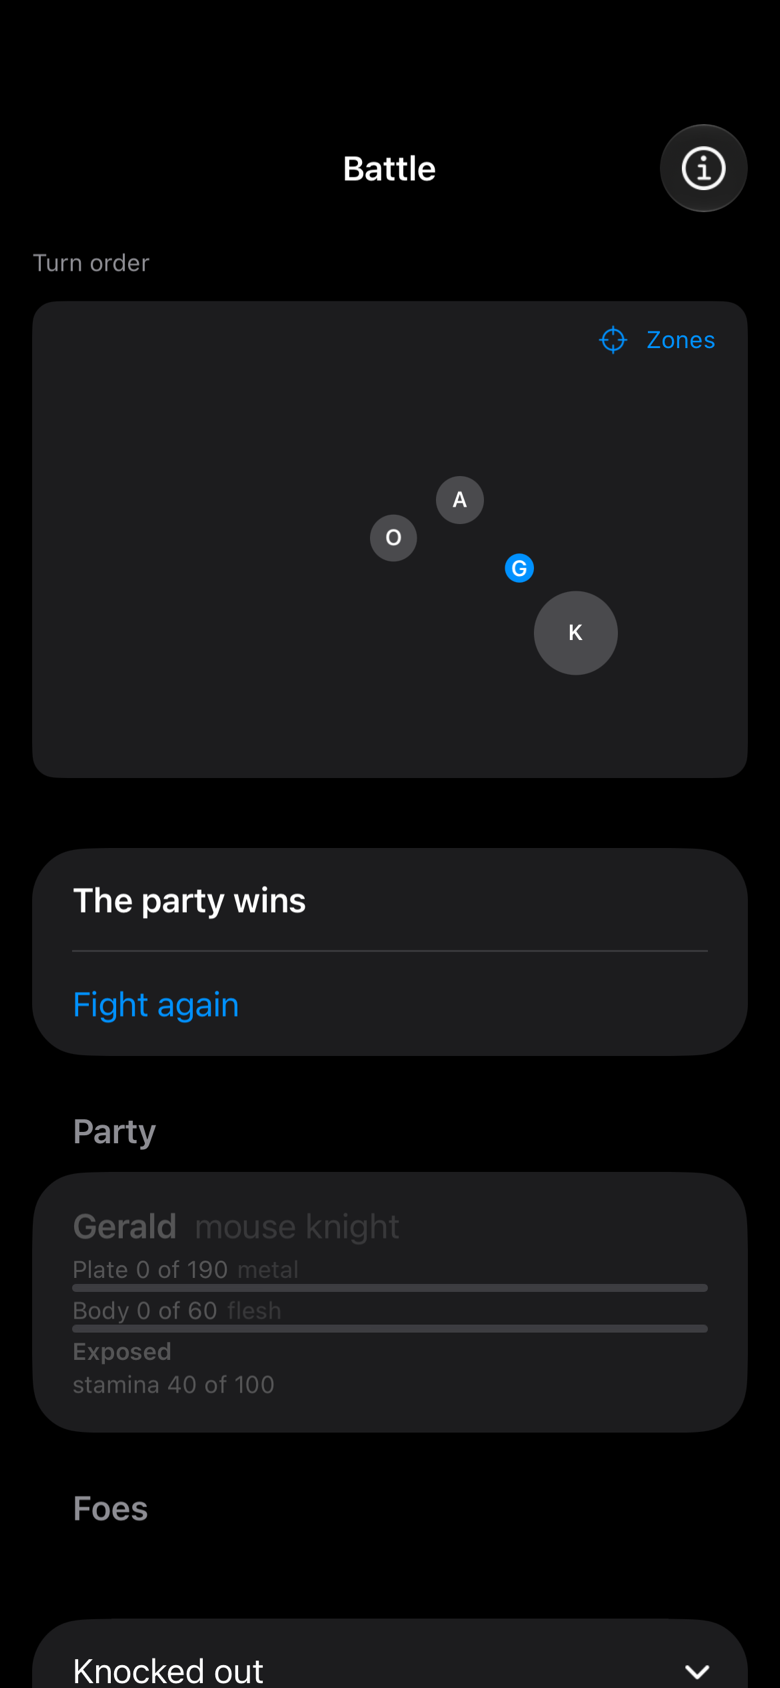 Battle
Turn order
Zones
A
O
G
K
The party wins
Fight again
Party
Gerald mouse knight
Plate 0 of 190 metal
Body 0 of 60 flesh
Exposed
stamina 40 of 100
Foes
Knocked out